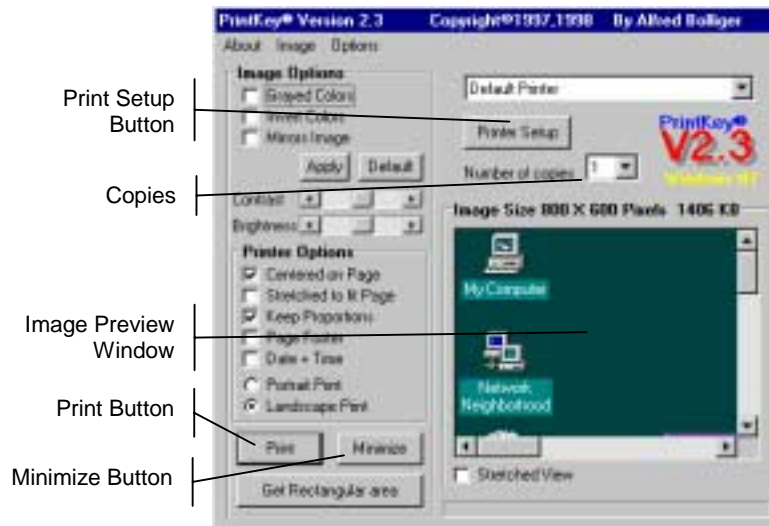 PrintKey® Version 2.3 Copyright©1997,1998 By Alfred Bolliger
About Image Options
Image Options
Grayed Colors
Invert Colors
Mirror Image
Apply Default
Contrast
Brightness
Printer Options
Centered on Page
Stretched to fit Page
Keep Proportions
Page Footer
Date + Time
Portrait Print
Landscape Print
Print Minimize
Get Rectangular area
Default Printer
Printer Setup
Number of copies 1
PrintKey®
V2.3
Windows NT
Image Size 800 X 600 Pixels 1406 KB
My Computer
Network
Neighborhood
Stretched View
Print Setup
Button
Copies
Image Preview
Window
Print Button
Minimize Button